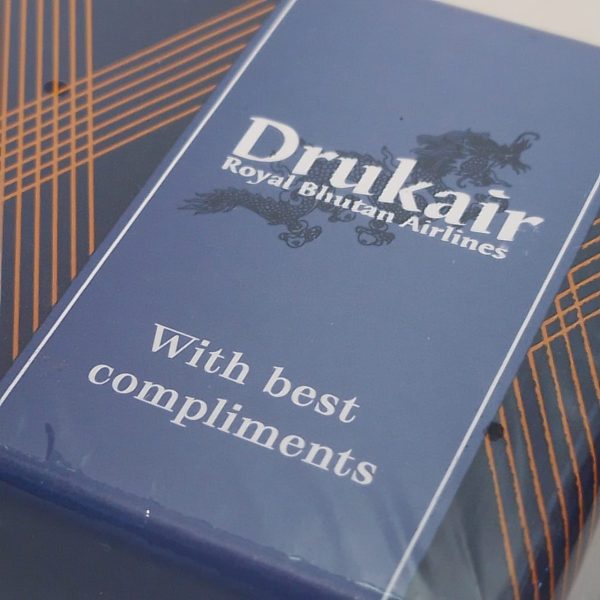 Drukair
Royal Bhutan Airlines
With best
compliments